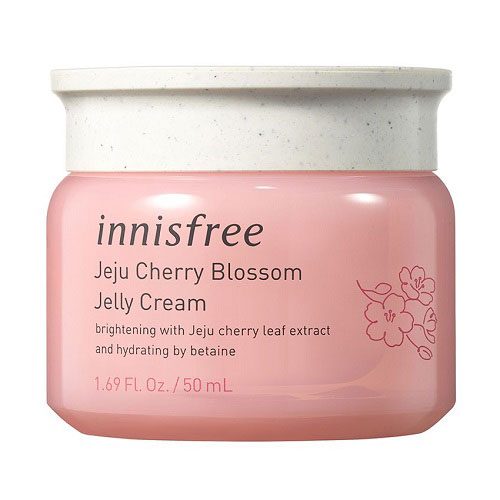 innisfree
Jeju Cherry Blossom
Jelly Cream
brightening with Jeju cherry leaf extract
and hydrating by betaine
1.69 Fl. Oz. / 50 mL